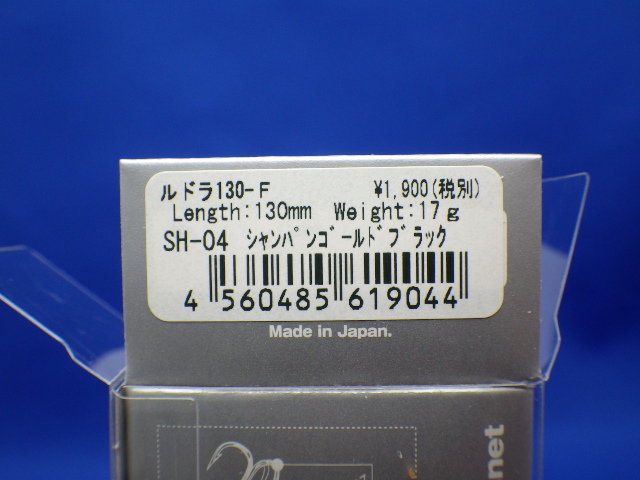 ルドラ130-F ¥1,900(税別)
Length:130mm Weight:17g
SH-04 ｼｬﾝﾊﾟﾝｺﾞｰﾙﾄﾞﾌﾞﾗｯｸ
4 560485 619044
Made in Japan.
net